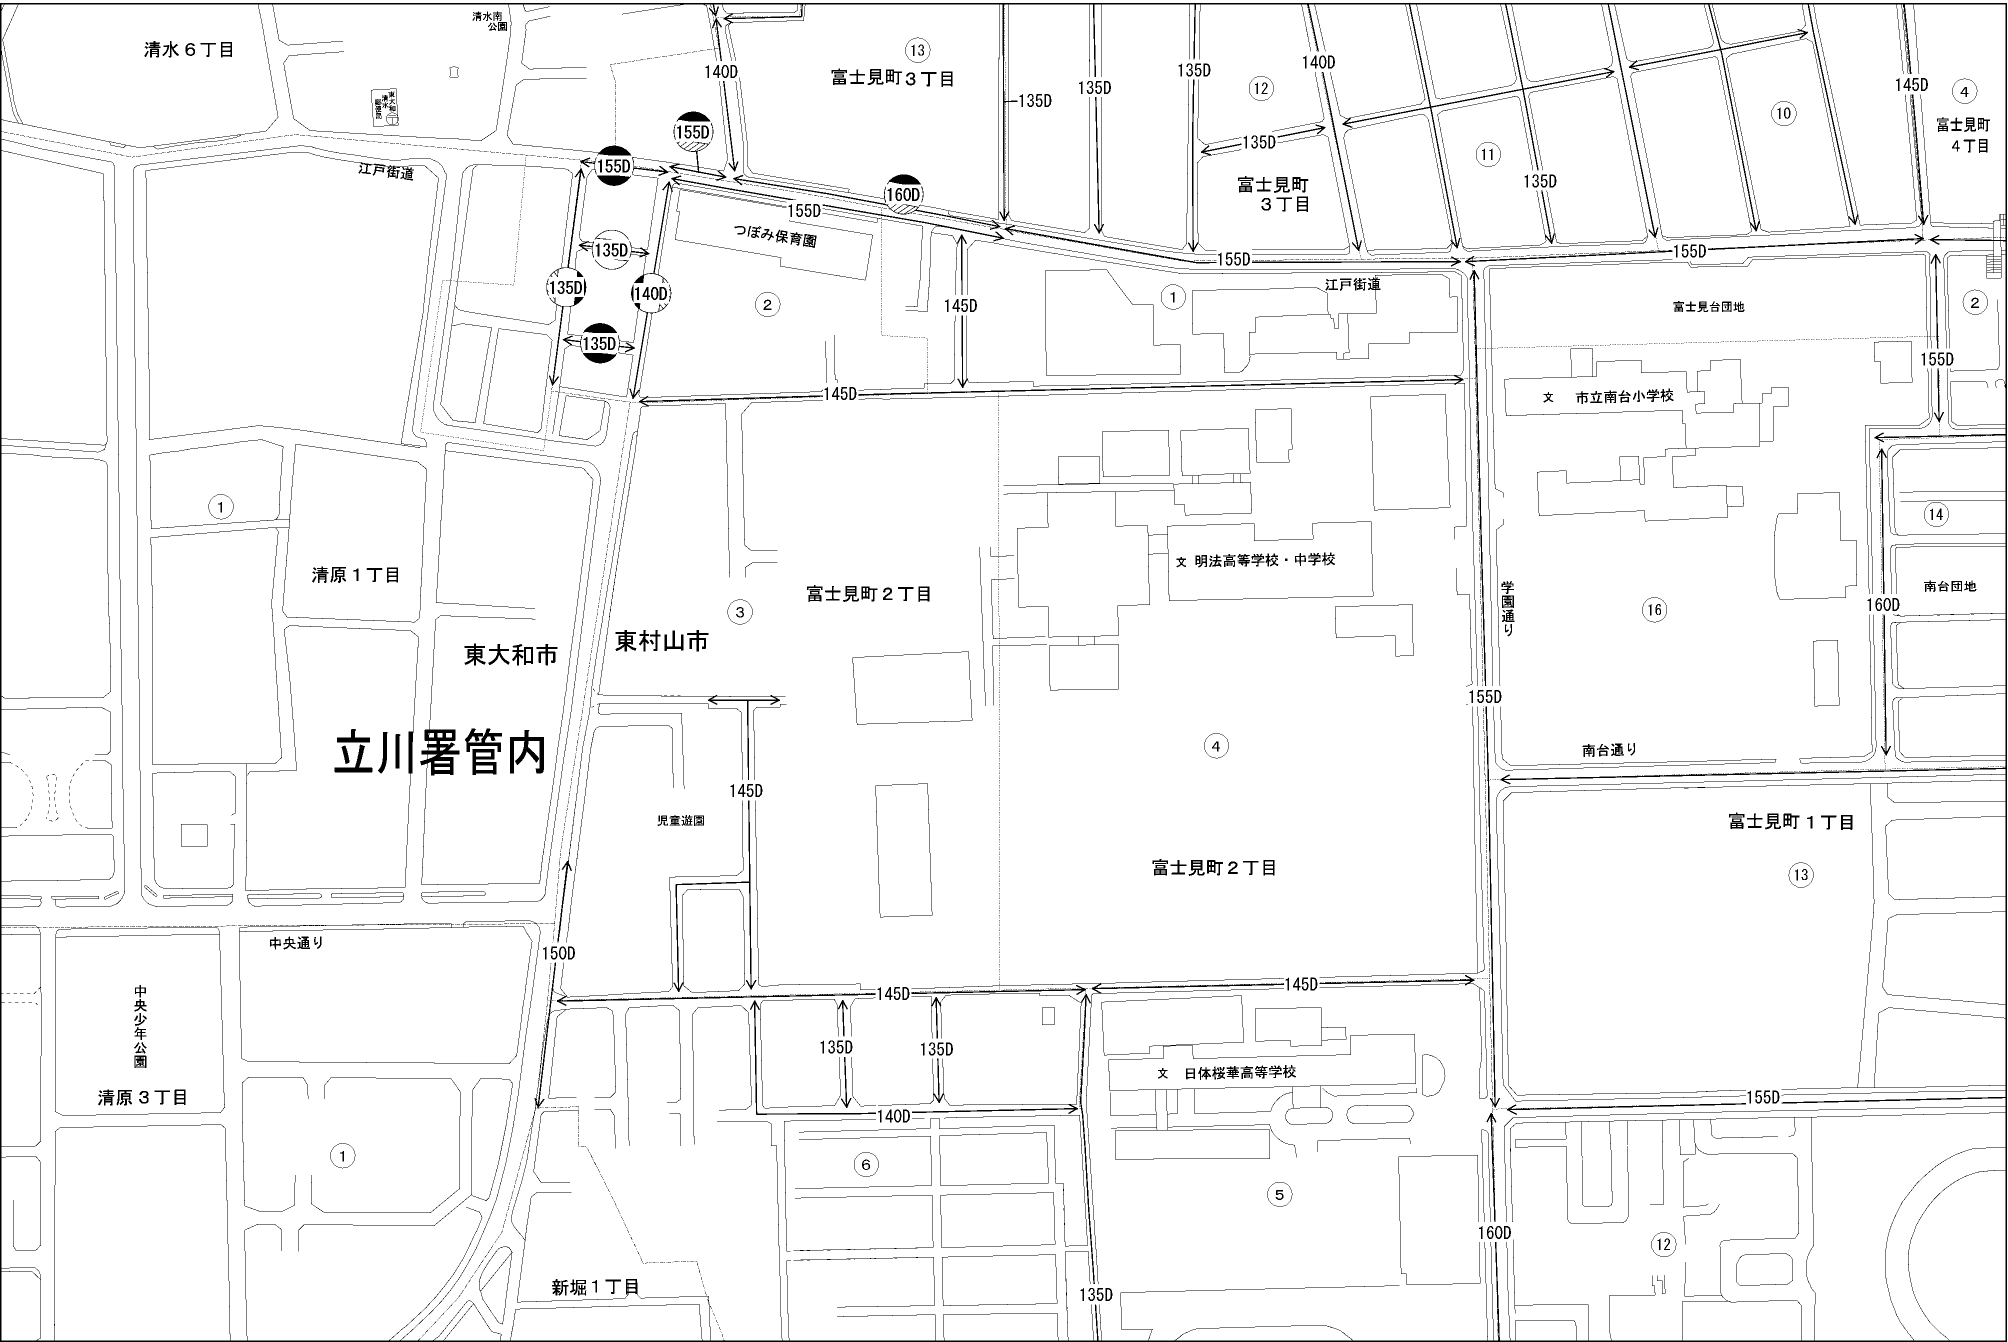 清水南
公園
清水６丁目
東大和
清水
郵便局
140D
⑬
富士見町３丁目
135D
135D
135D
⑫
140D
145D
④
富士見町
４丁目
⑩
155D
135D
⑪
155D
江戸街道
160D
135D
富士見町
３丁目
155D
つぼみ保育園
135D
155D
155D
135D
140D
②
145D
①
江戸街道
富士見台団地
②
135D
155D
145D
文 市立南台小学校
①
⑭
清原１丁目
文 明法高等学校・中学校
富士見町２丁目
③
学園通り
⑯
160D
南台団地
東大和市
東村山市
155D
立川署管内
④
南台通り
145D
児童遊園
富士見町１丁目
富士見町２丁目
⑬
中央通り
150D
145D
145D
中央少年公園
135D
135D
文 日体桜華高等学校
清原３丁目
155D
140D
①
⑥
⑤
160D
⑫
新堀１丁目
135D